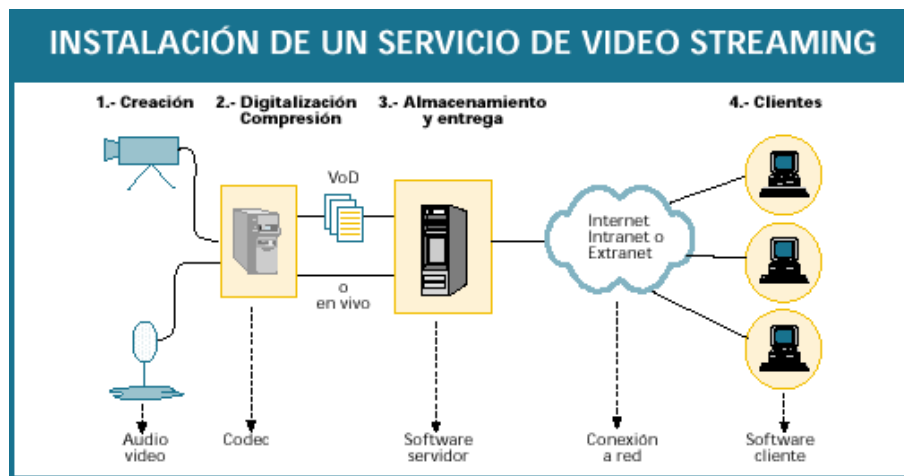 INSTALACIÓN DE UN SERVICIO DE VIDEO STREAMING
1.- Creación
2.- Digitalización
Compresión
3.- Almacenamiento
y entrega
4.- Clientes
VoD
o
en vivo
Internet
Intranet o
Extranet
Audio
video
Codec
Software
servidor
Conexión
a red
Software
cliente